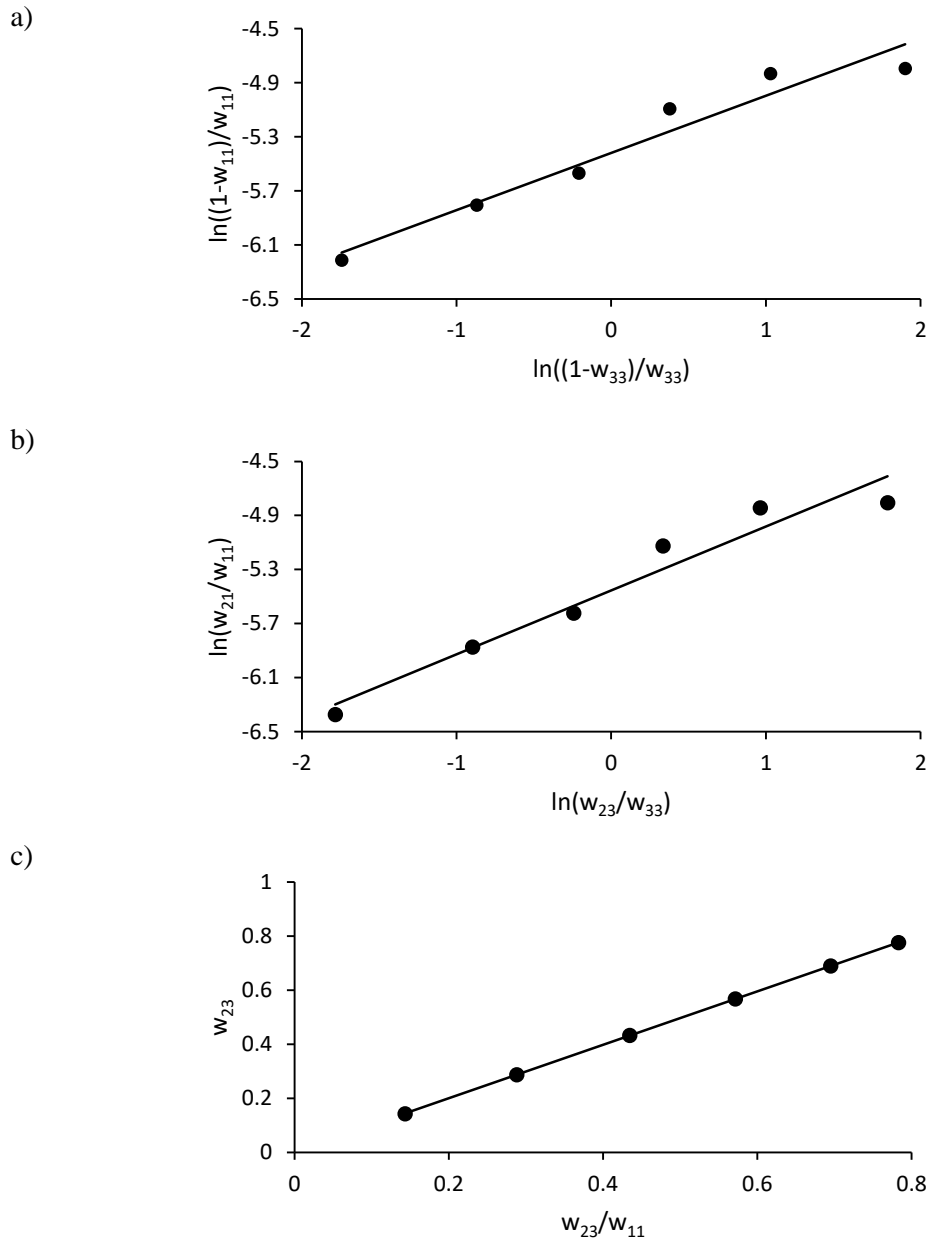 a)
-4.5
-4.9
-5.3
-5.7
-6.1
-6.5
ln((1-w₁₁)/w₁₁)
-2 -1 0 1 2
ln((1-w₃₃)/w₃₃)
b)
-4.5
-4.9
-5.3
-5.7
-6.1
-6.5
ln(w₂₁/w₁₁)
-2 -1 0 1 2
ln(w₂₃/w₃₃)
c)
1
0.8
0.6
0.4
0.2
0
w₂₃
0 0.2 0.4 0.6 0.8
w₂₃/w₁₁